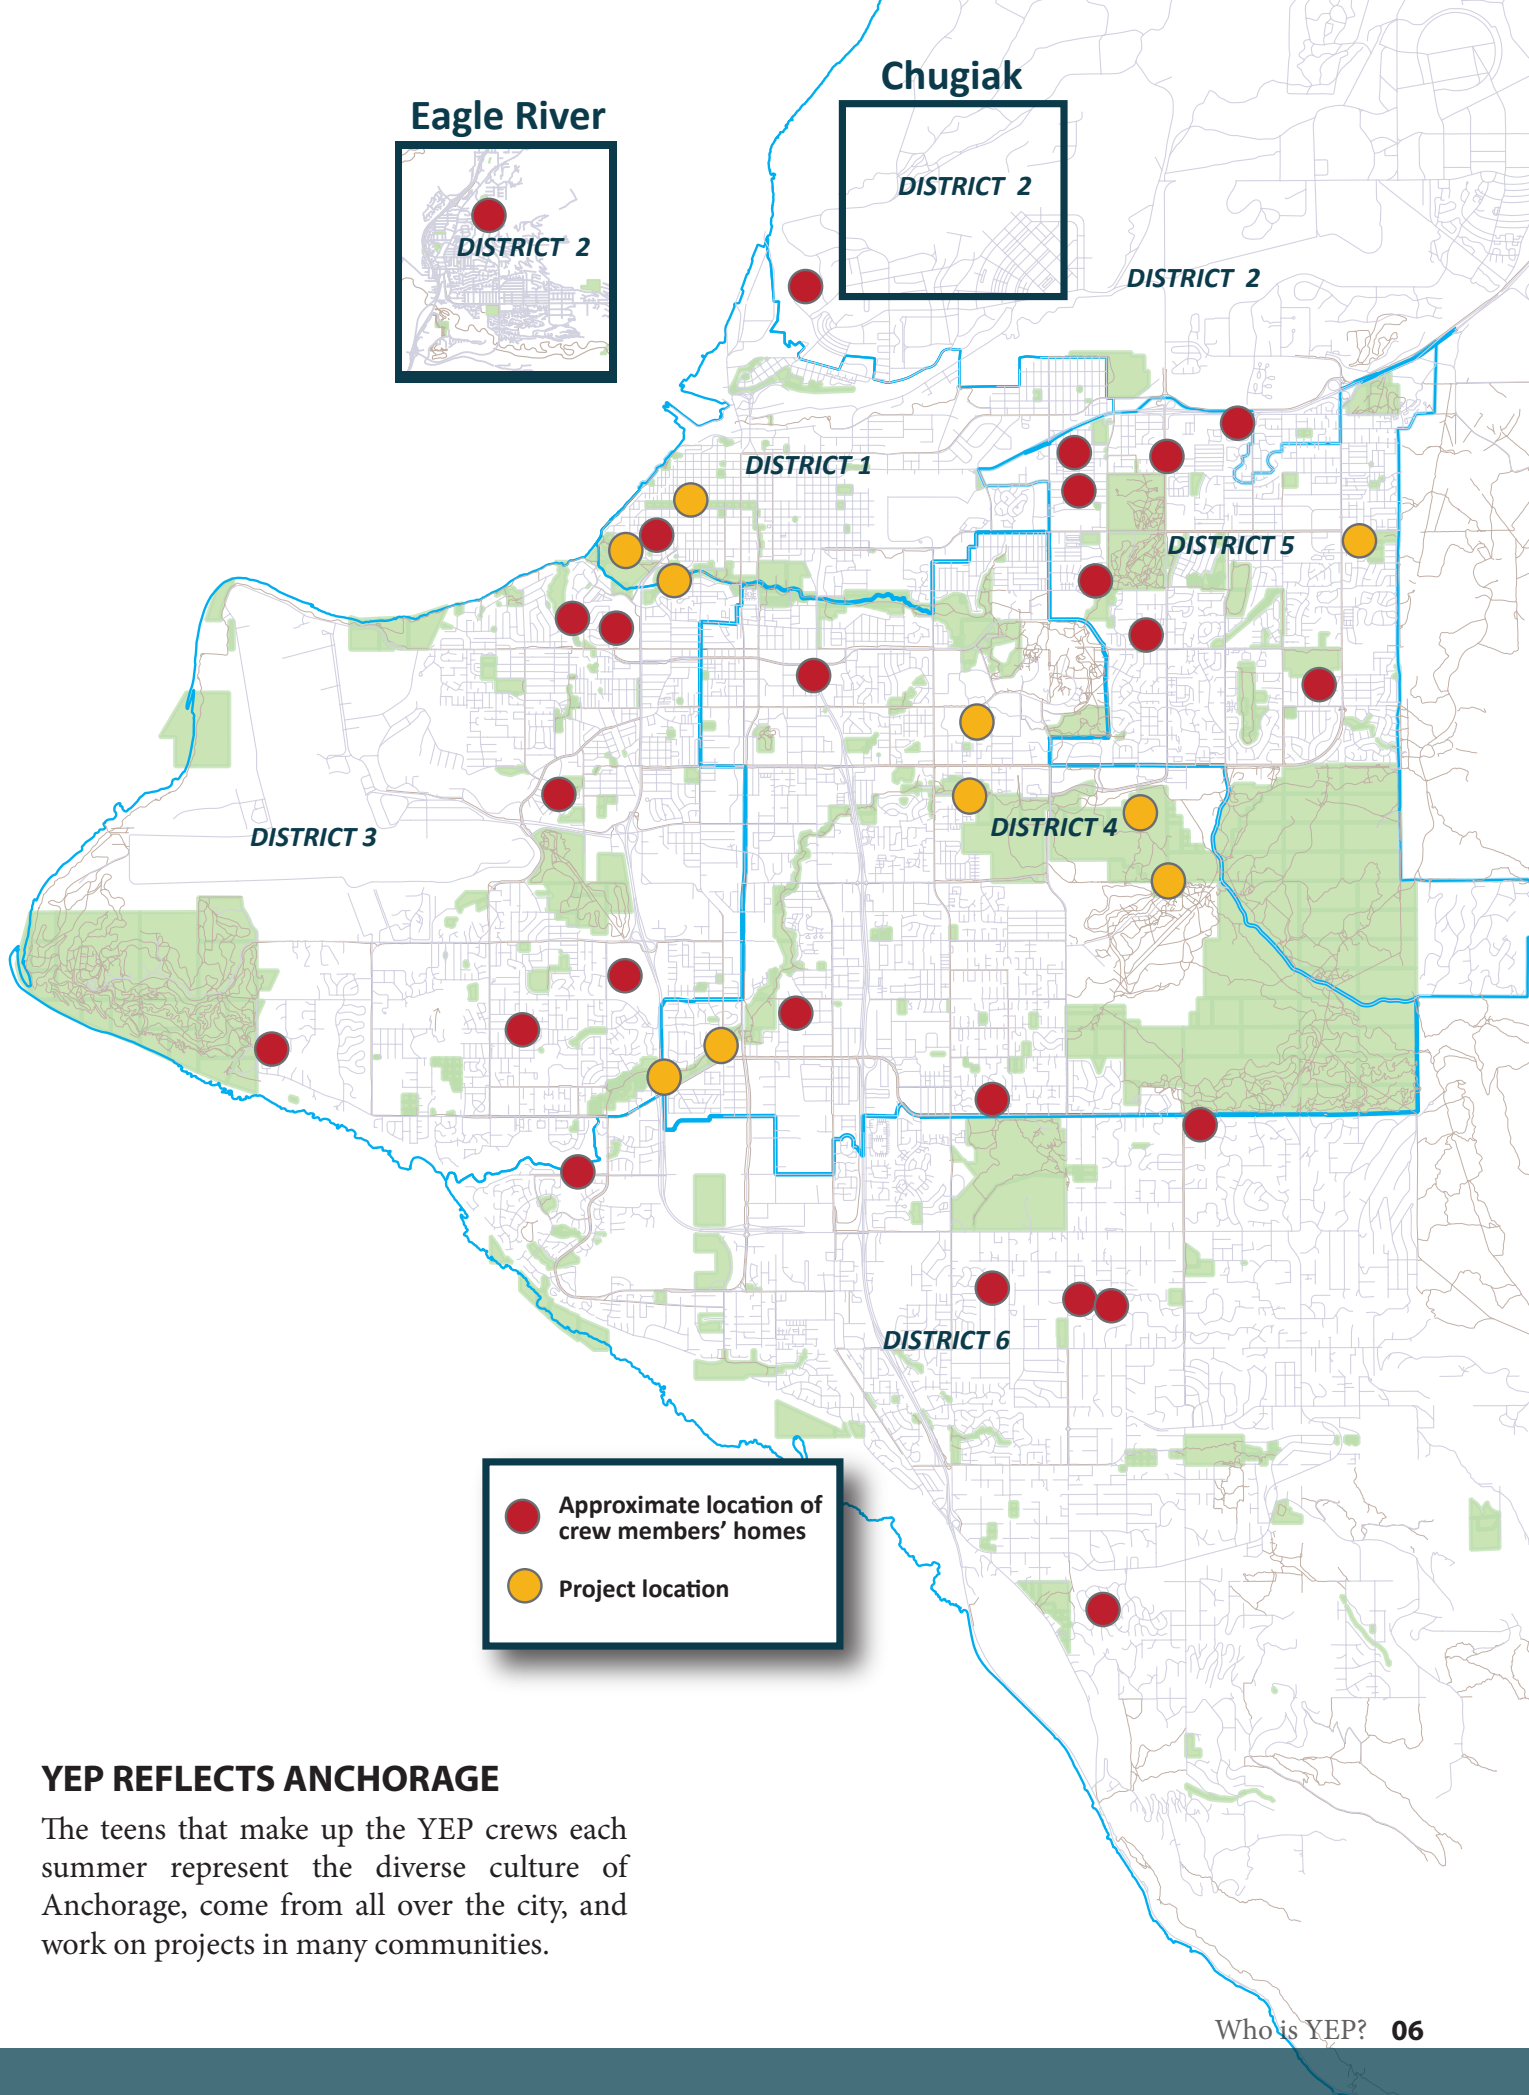 Chugiak
Eagle River
DISTRICT 2
DISTRICT 2
DISTRICT 2
DISTRICT 1
DISTRICT 5
DISTRICT 4
DISTRICT 3
DISTRICT 6
Approximate location of
crew members’ homes
Project location
YEP REFLECTS ANCHORAGE
The teens that make up the YEP crews each
summer represent the diverse culture of
Anchorage, come from all over the city, and
work on projects in many communities.
Who is YEP? 06